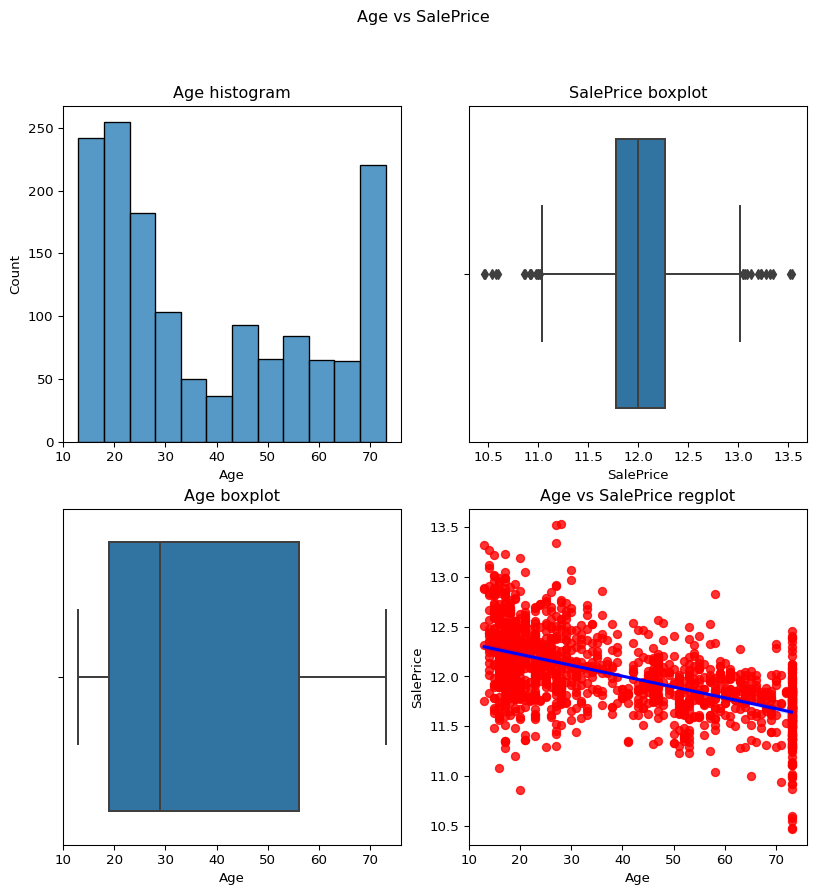 Age vs SalePrice
Age histogram
250
200
150
100
50
0
Count
10 20 30 40 50 60 70
Age
SalePrice boxplot
10.5 11.0 11.5 12.0 12.5 13.0 13.5
SalePrice
Age boxplot
10 20 30 40 50 60 70
Age
Age vs SalePrice regplot
13.5
13.0
12.5
12.0
11.5
11.0
10.5
SalePrice
10 20 30 40 50 60 70
Age